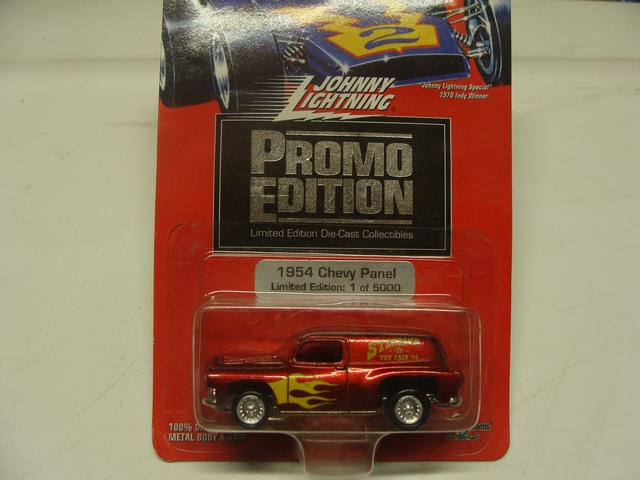 2
Johnny Lightning Special
1970 Indy Winner
JOHNNY
LIGHTNING
PROMO
EDITION
Limited Edition Die-Cast Collectibles
1954 Chevy Panel
Limited Edition: 1 of 5000
TOY FAIR
100%
METAL BODY & BASE